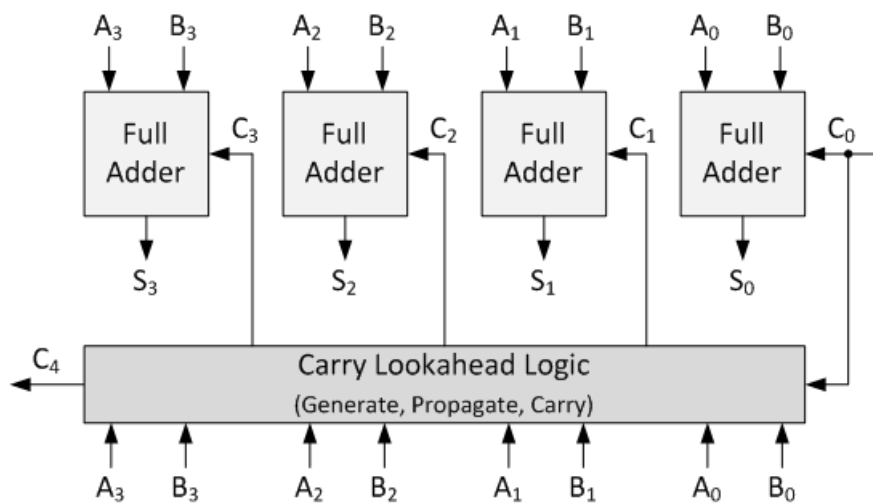 A₃ B₃ A₂ B₂ A₁ B₁ A₀ B₀
Full Adder C₃ Full Adder C₂ Full Adder C₁ Full Adder C₀
S₃ S₂ S₁ S₀
C₄
Carry Lookahead Logic
(Generate, Propagate, Carry)
A₃ B₃ A₂ B₂ A₁ B₁ A₀ B₀